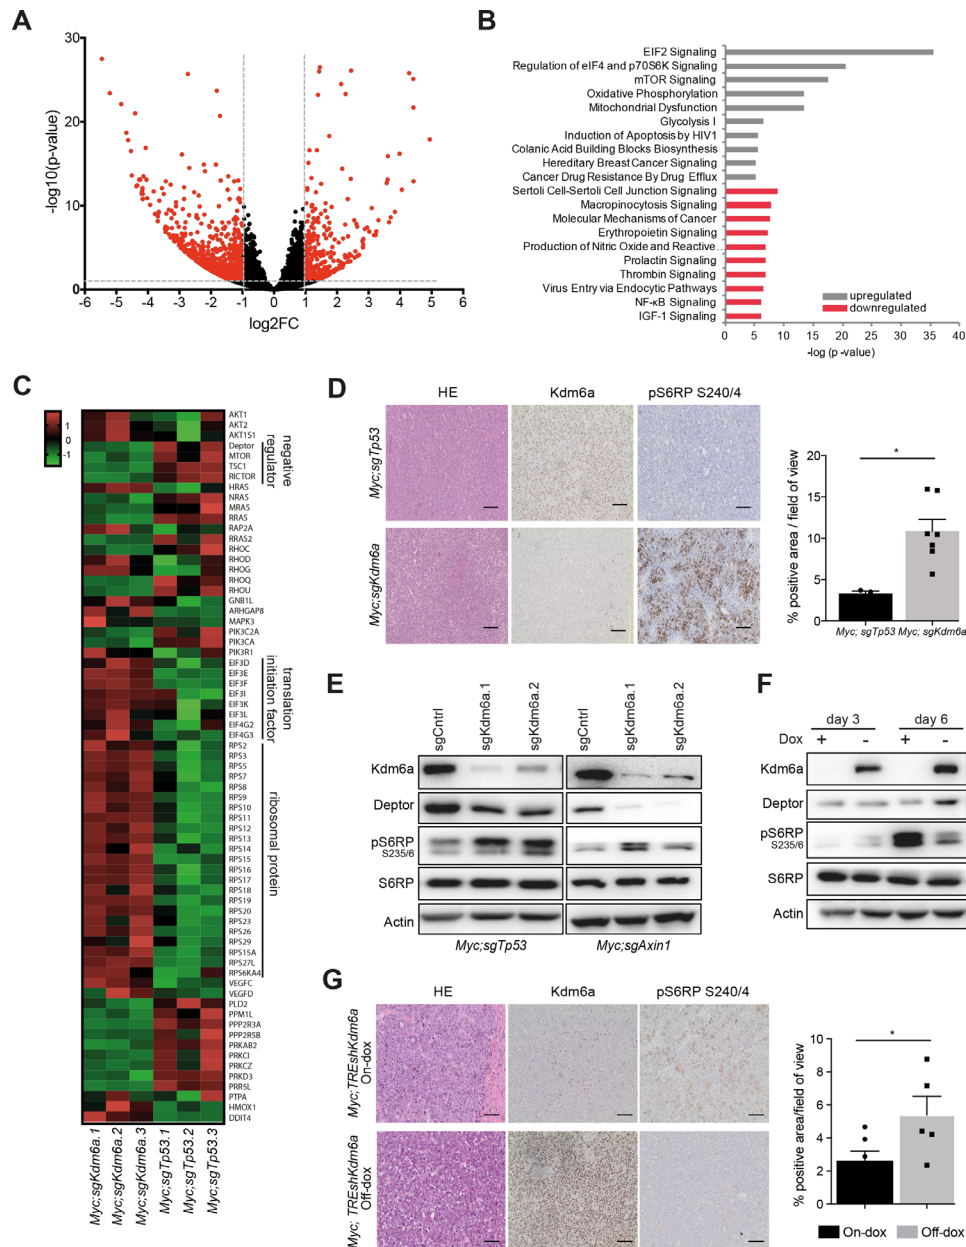 A
30
20
10
0
-log10(p-value)
-6
-5
-4
-3
-2
-1
0
1
2
3
4
5
6
log2FC
B
EIF2 Signaling
Regulation of eIF4 and p70S6K Signaling
mTOR Signaling
Oxidative Phosphorylation
Mitochondrial Dysfunction
Glycolysis I
Induction of Apoptosis by HIV1
Colanic Acid Building Blocks Biosynthesis
Hereditary Breast Cancer Signaling
Cancer Drug Resistance By Drug Efflux
Sertoli Cell-Sertoli Cell Junction Signaling
Macropinocytosis Signaling
Molecular Mechanisms of Cancer
Erythropoietin Signaling
Production of Nitric Oxide and Reactive…
Prolactin Signaling
Thrombin Signaling
Virus Entry via Endocytic Pathways
NF-κB Signaling
IGF-1 Signaling
upregulated
downregulated
0 5 10 15 20 25 30 35 40
-log (p-value)
C
1
0
-1
AKT1
AKT2
AKT1S1
Deptor
MTOR
TSC1
RICTOR
HRAS
NRAS
MRAS
RRAS
RAP2A
RRAS2
RHOC
RHOD
RHOG
RHOQ
RHOU
GNB1L
ARHGAP8
MAPK3
PIK3C2A
PIK3CA
PIK3R1
EIF3D
EIF3E
EIF3F
EIF3I
EIF3K
EIF3L
EIF4G2
EIF4G3
RPS2
RPS3
RPS5
RPS7
RPS8
RPS9
RPS10
RPS11
RPS12
RPS13
RPS14
RPS15
RPS16
RPS17
RPS18
RPS19
RPS20
RPS23
RPS26
RPS29
RPS15A
RPS27L
RPS6KA4
VEGFC
VEGFD
PLD2
PPM1L
PPP2R3A
PPP2R5B
PRKAB2
PRKCI
PRKCZ
PRKD3
PRR5L
PTPA
HMOX1
DDIT4
negative
regulator
translation
initiation factor
ribosomal protein
Myc;sgKdm6a.1
Myc;sgKdm6a.2
Myc;sgKdm6a.3
Myc;sgTp53.1
Myc;sgTp53.2
Myc;sgTp53.3
D
HE
Kdm6a
pS6RP S240/4
Myc;sgTp53
Myc;sgKdm6a
% positive area / field of view
20
15
10
5
0
*
Myc; sgTp53
Myc; sgKdm6a
E
sgCntrl
sgKdm6a.1
sgKdm6a.2
sgCntrl
sgKdm6a.1
sgKdm6a.2
Kdm6a
Deptor
pS6RP
S235/6
S6RP
Actin
Myc;sgTp53
Myc;sgAxin1
F
day 3
day 6
Dox
+
-
+
-
Kdm6a
Deptor
pS6RP
S235/6
S6RP
Actin
G
HE
Kdm6a
pS6RP S240/4
Myc;TREshKdm6a
On-dox
Myc; TREshKdm6a
Off-dox
% positive area/field of view
10
8
6
4
2
0
*
On-dox
Off-dox